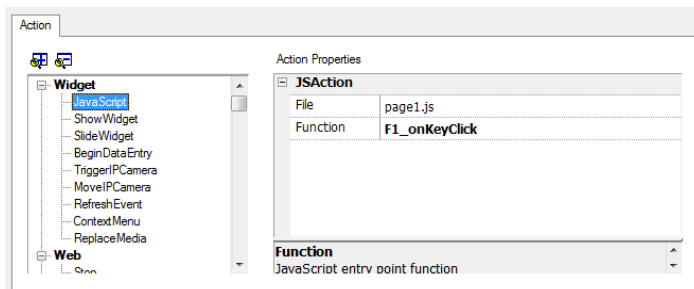 Action
Action Properties
Widget
JavaScript
ShowWidget
SlideWidget
BeginDataEntry
TriggerIPCamera
MoveIPCamera
RefreshEvent
ContextMenu
ReplaceMedia
Web
Stop
JSAction
File page1.js
Function F1_onKeyClick
Function
JavaScript entry point function